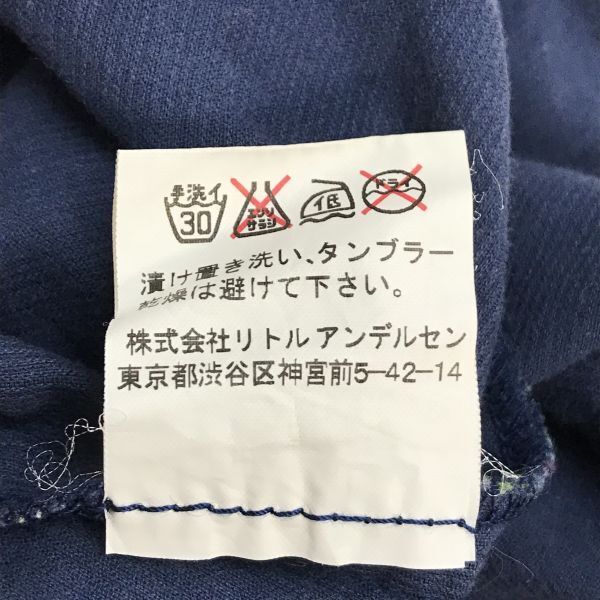 手洗イ 30 エンソサラシ 低 ドライ
漬け置き洗い、タンブラー
乾燥は避けて下さい。
株式会社リトルアンデルセン
東京都渋谷区神宮前5-42-14